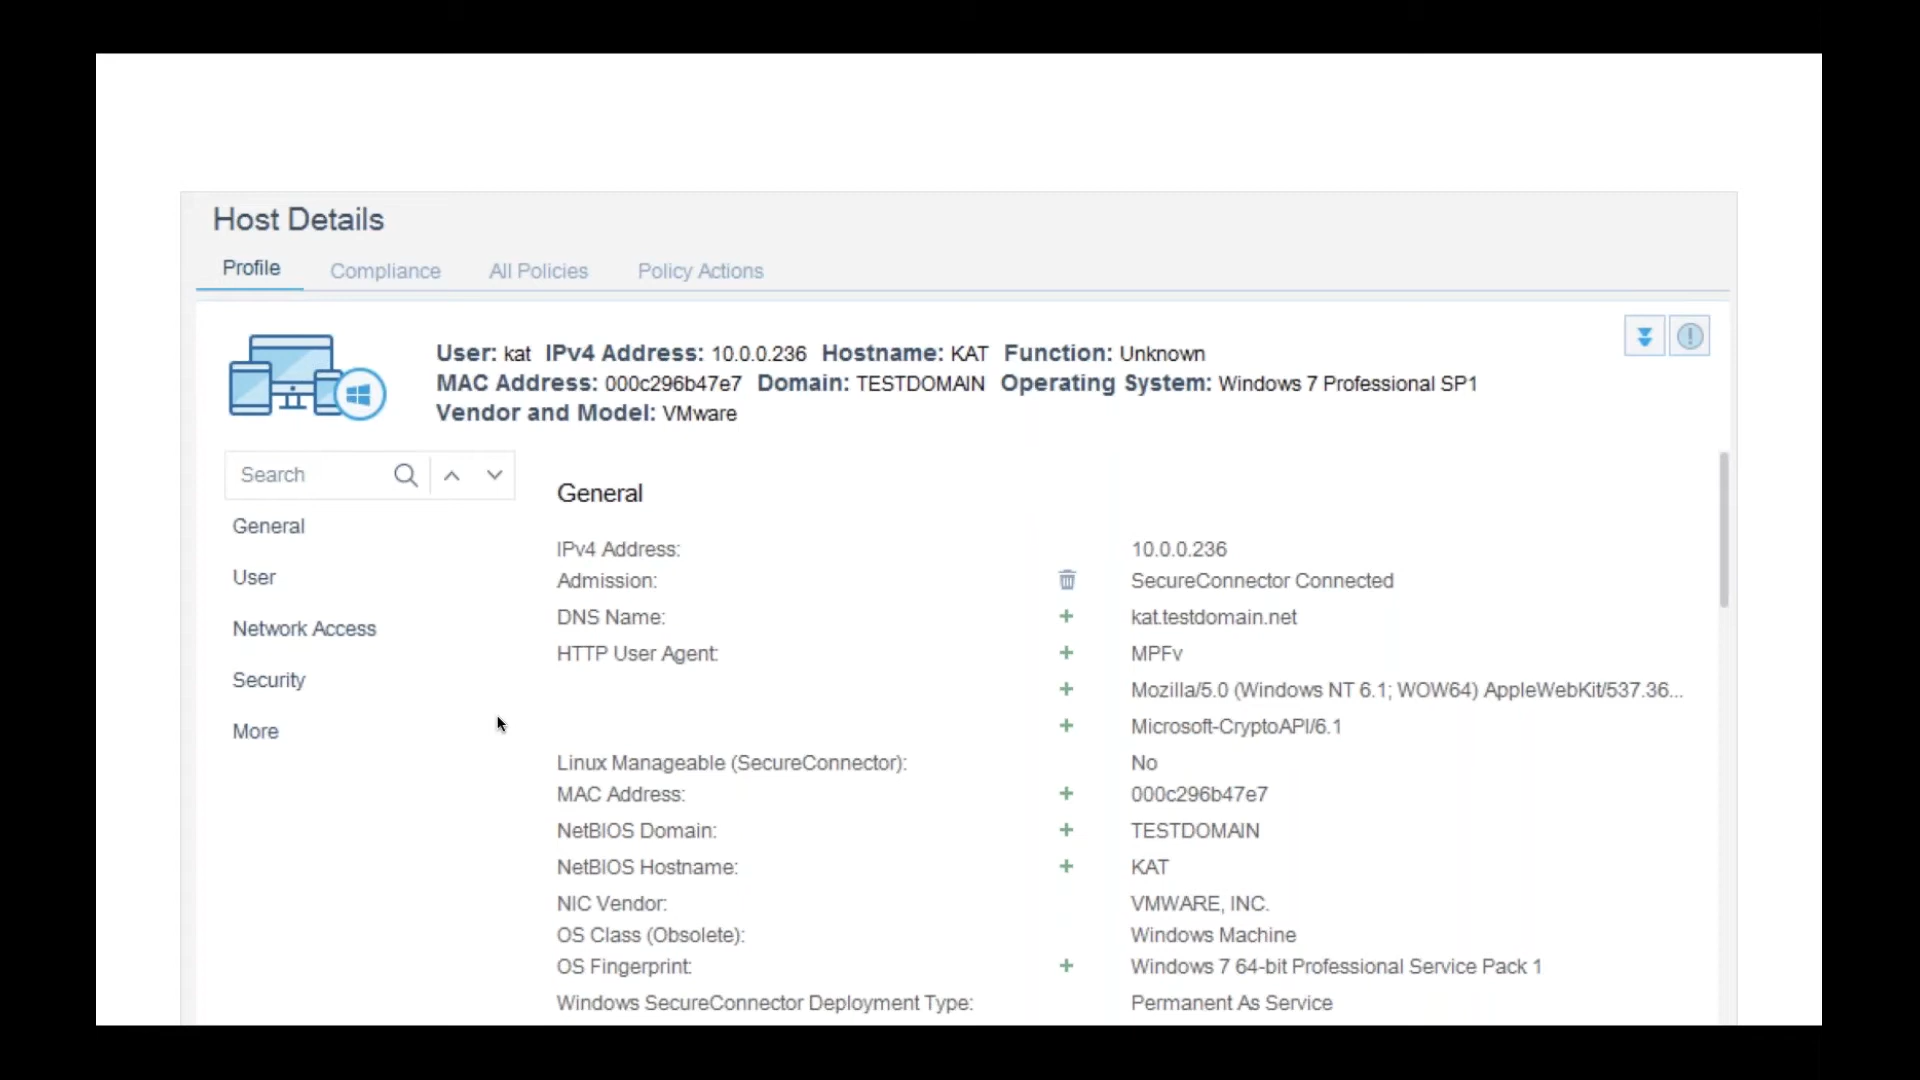 Host Details
Profile Compliance All Policies Policy Actions
User: kat IPv4 Address: 10.0.0.236 Hostname: KAT Function: Unknown
MAC Address: 000c296b47e7 Domain: TESTDOMAIN Operating System: Windows 7 Professional SP1
Vendor and Model: VMware
Search
General
User
Network Access
Security
More
General
IPv4 Address: 10.0.0.236
Admission: SecureConnector Connected
DNS Name: + kat.testdomain.net
HTTP User Agent: + MPFv
+ Mozilla/5.0 (Windows NT 6.1; WOW64) AppleWebKit/537.36...
+ Microsoft-CryptoAPI/6.1
Linux Manageable (SecureConnector): No
MAC Address: + 000c296b47e7
NetBIOS Domain: + TESTDOMAIN
NetBIOS Hostname: + KAT
NIC Vendor: VMWARE, INC.
OS Class (Obsolete): Windows Machine
OS Fingerprint: + Windows 7 64-bit Professional Service Pack 1
Windows SecureConnector Deployment Type: Permanent As Service